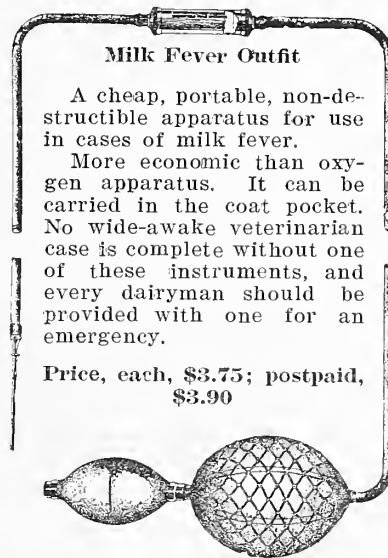 Milk Fever Outfit
A cheap, portable, non-de-
structible apparatus for use
in cases of milk fever.
More economic than oxy-
gen apparatus. It can be
carried in the coat pocket.
No wide-awake veterinarian
case is complete without one
of these instruments, and
every dairyman should be
provided with one for an
emergency.
Price, each, $3.75; postpaid,
$3.90